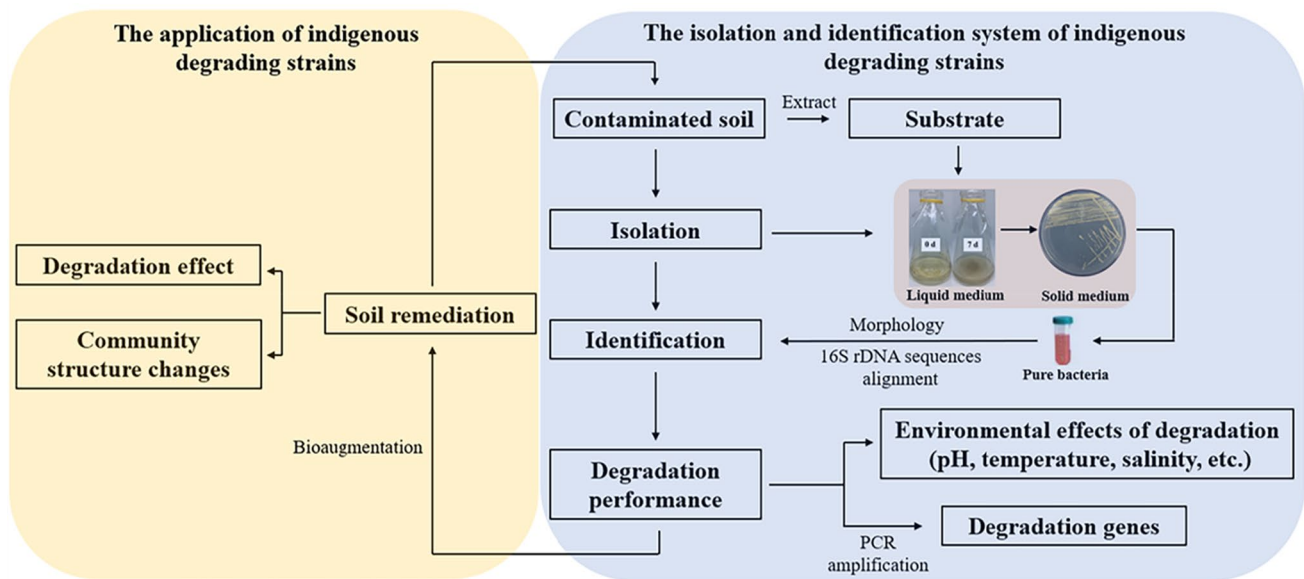 The application of indigenous
degrading strains
The isolation and identification system of indigenous
degrading strains
Contaminated soil
Extract
Substrate
Isolation
0 d
7 d
Liquid medium
Solid medium
Degradation effect
Community
structure changes
Soil remediation
Identification
Morphology
16S rDNA sequences
alignment
Pure bacteria
Bioaugmentation
Degradation
performance
Environmental effects of degradation
(pH, temperature, salinity, etc.)
Degradation genes
PCR
amplification